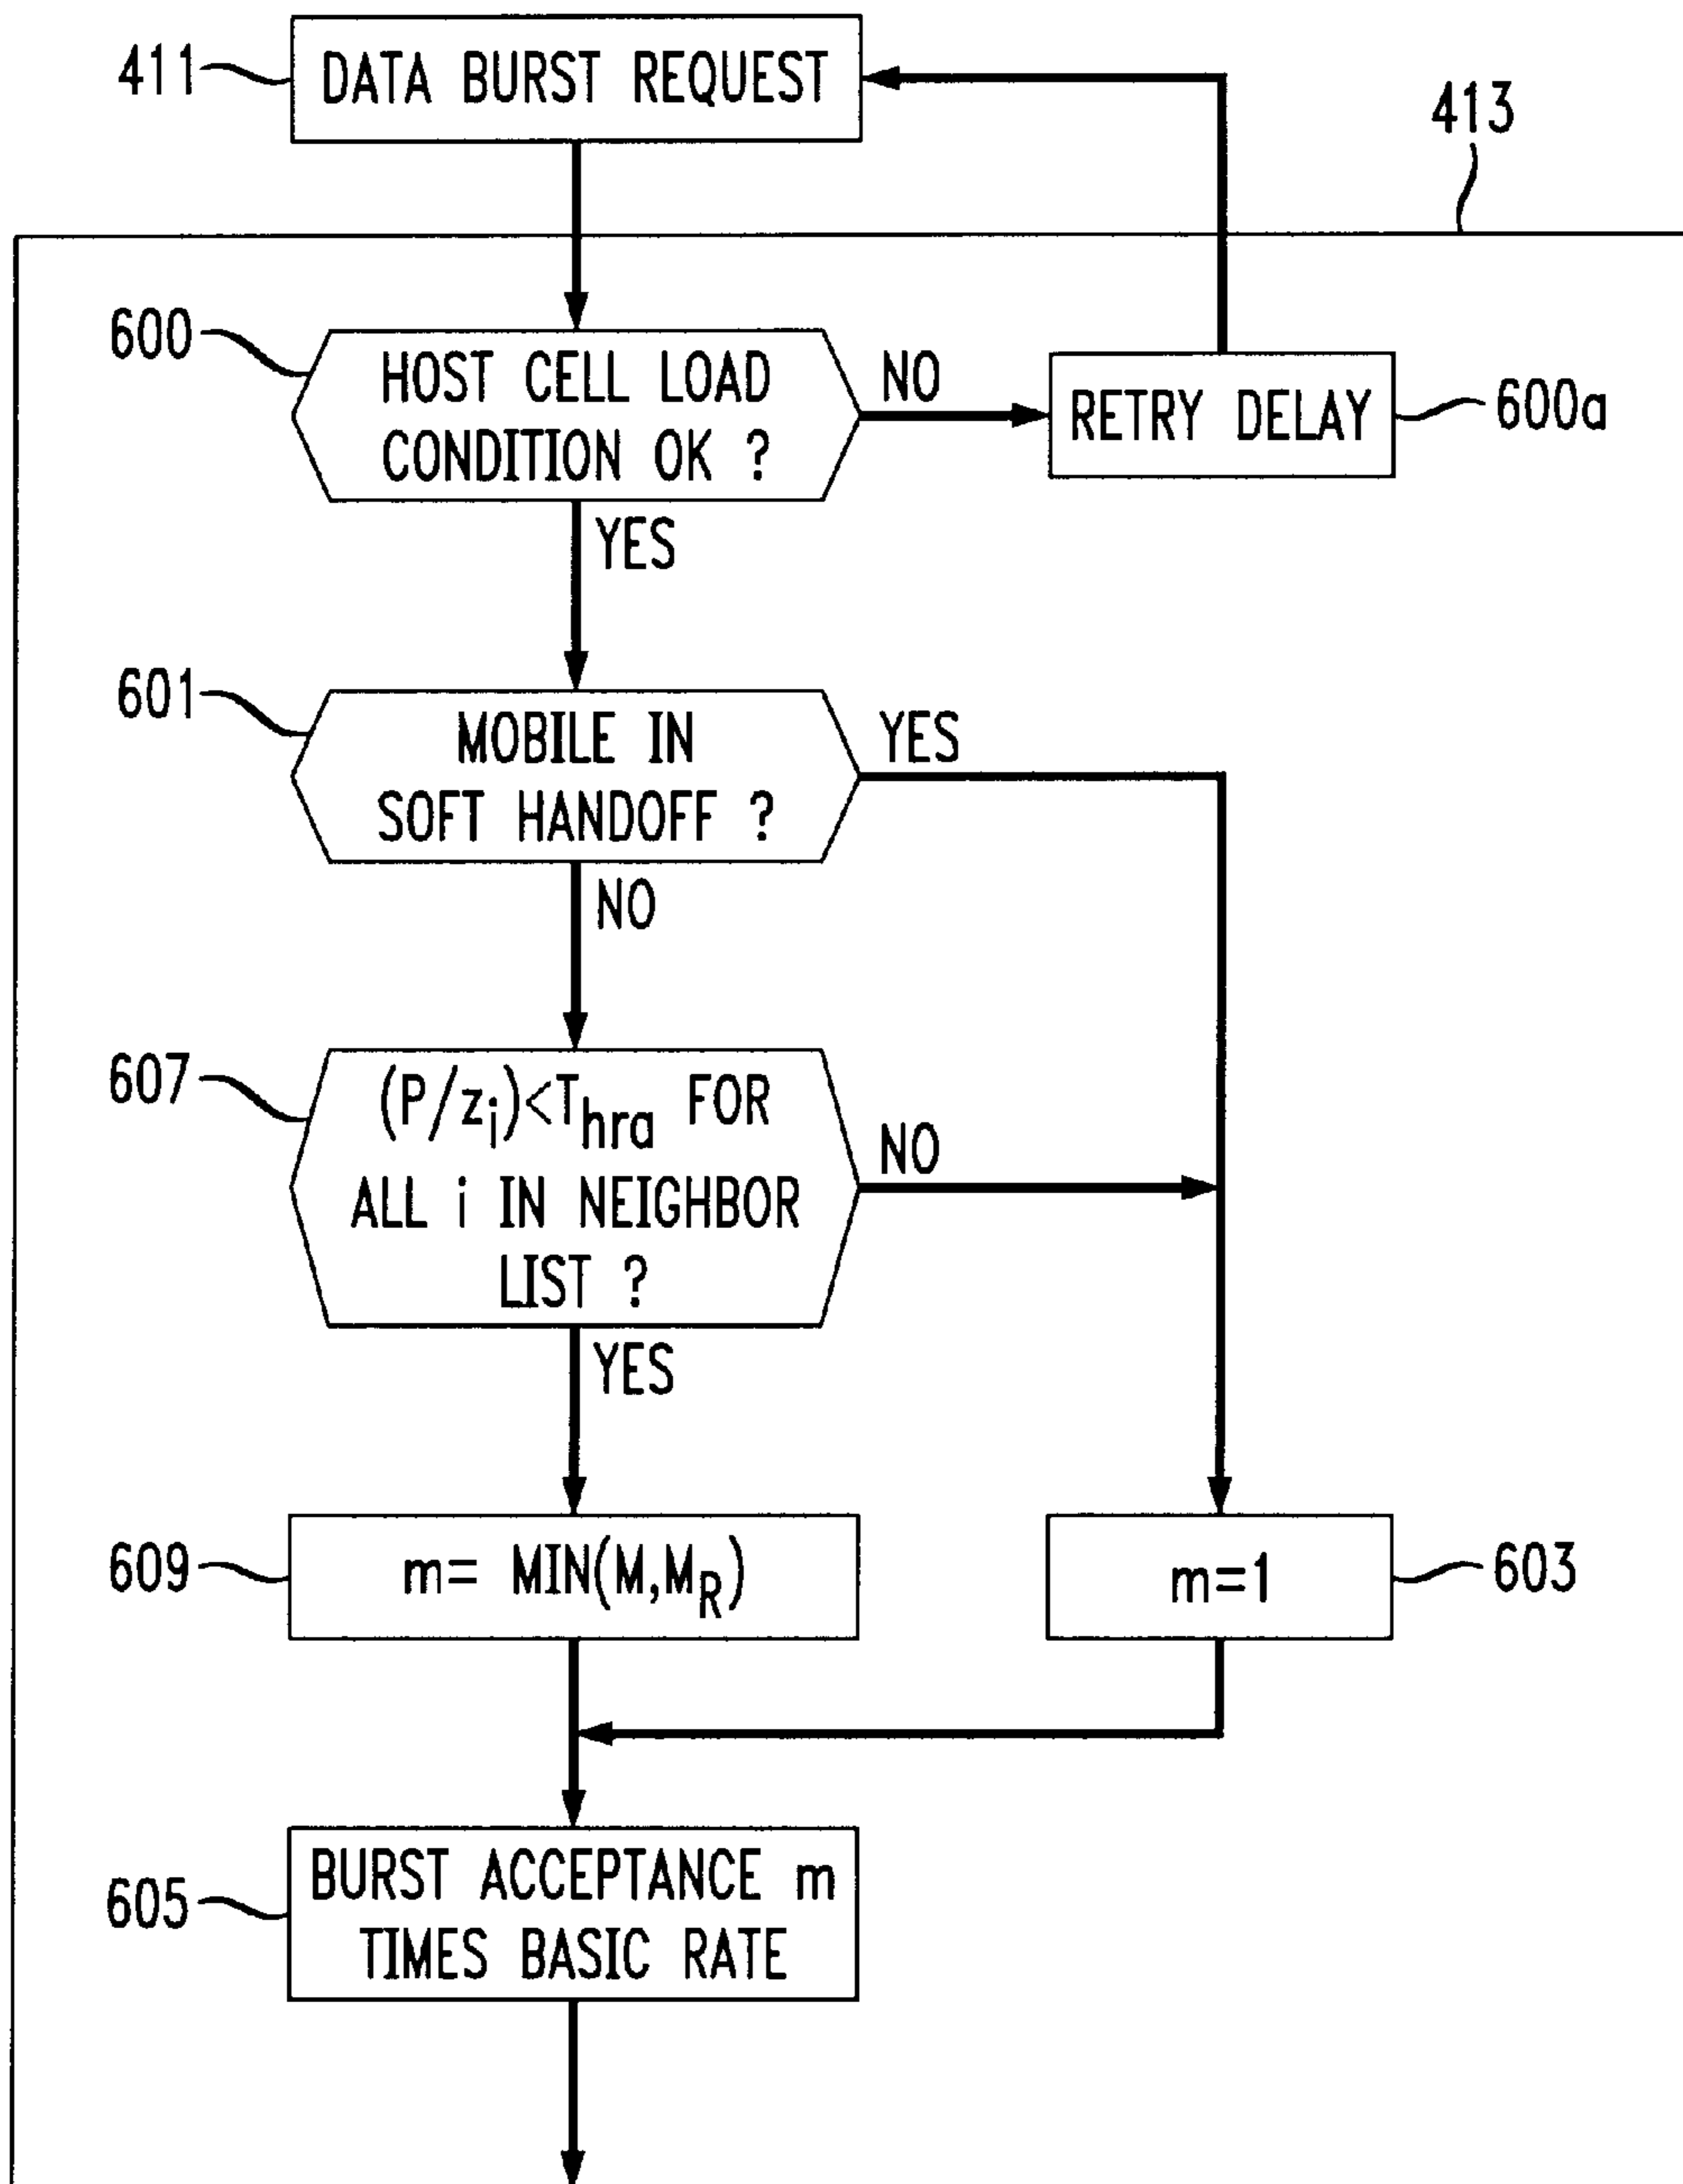 411
DATA BURST REQUEST
413
600
HOST CELL LOAD
CONDITION OK ?
NO
RETRY DELAY
600a
YES
601
MOBILE IN
SOFT HANDOFF ?
YES
NO
607
(P/zi)<Thra FOR
ALL i IN NEIGHBOR
LIST ?
NO
YES
609
m= MIN(M,MR)
m=1
603
605
BURST ACCEPTANCE m
TIMES BASIC RATE